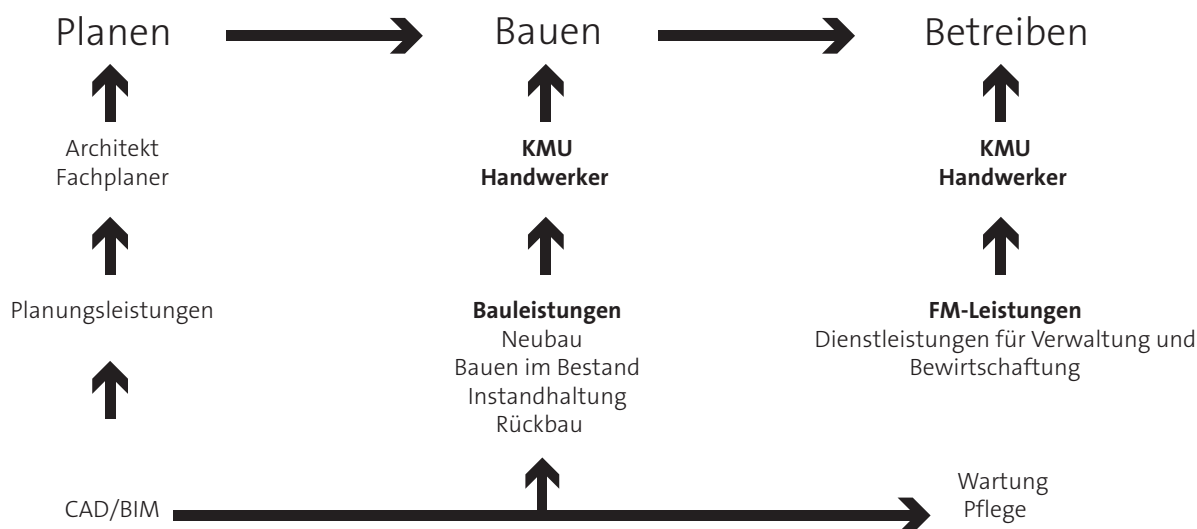 Planen
Bauen
Betreiben
Architekt
Fachplaner
KMU
Handwerker
KMU
Handwerker
Planungsleistungen
Bauleistungen
Neubau
Bauen im Bestand
Instandhaltung
Rückbau
FM-Leistungen
Dienstleistungen für Verwaltung und
Bewirtschaftung
CAD/BIM
Wartung
Pflege